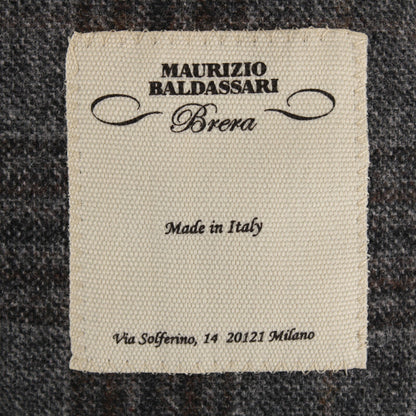 MAURIZIO
BALDASSARI
Brera
Made in Italy
Via Solferino, 14 20121 Milano